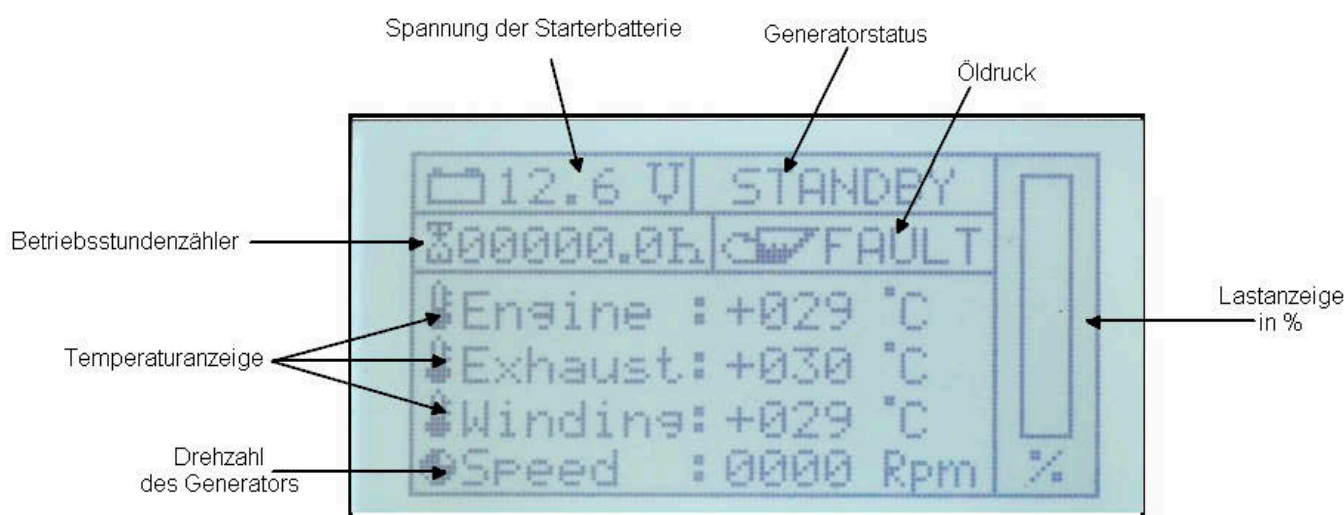 Spannung der Starterbatterie
Generatorstatus
Öldruck
12.6 V
STANDBY
Betriebsstundenzähler
00000.0h
FAULT
Engine : +029 °C
Lastanzeige
in %
Temperaturanzeige
Exhaust: +030 °C
Winding: +029 °C
Drehzahl
des Generators
Speed : 0000 Rpm
%